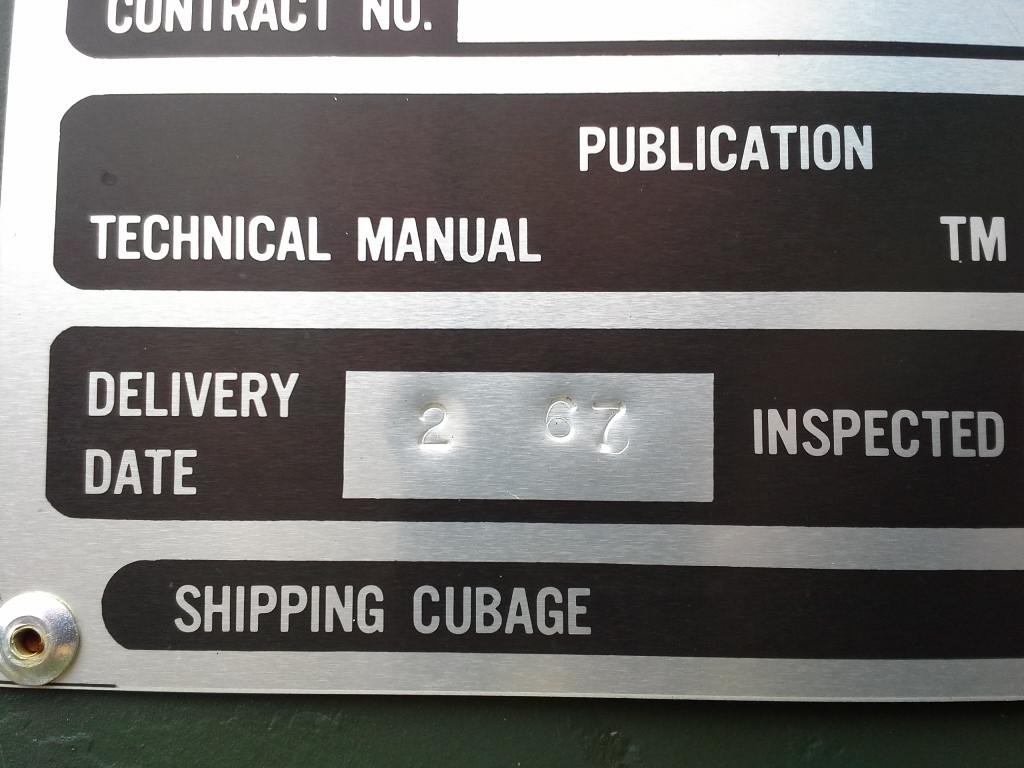 CONTRACT NO.
PUBLICATION
TECHNICAL MANUAL TM
DELIVERY DATE 2 67 INSPECTED
SHIPPING CUBAGE